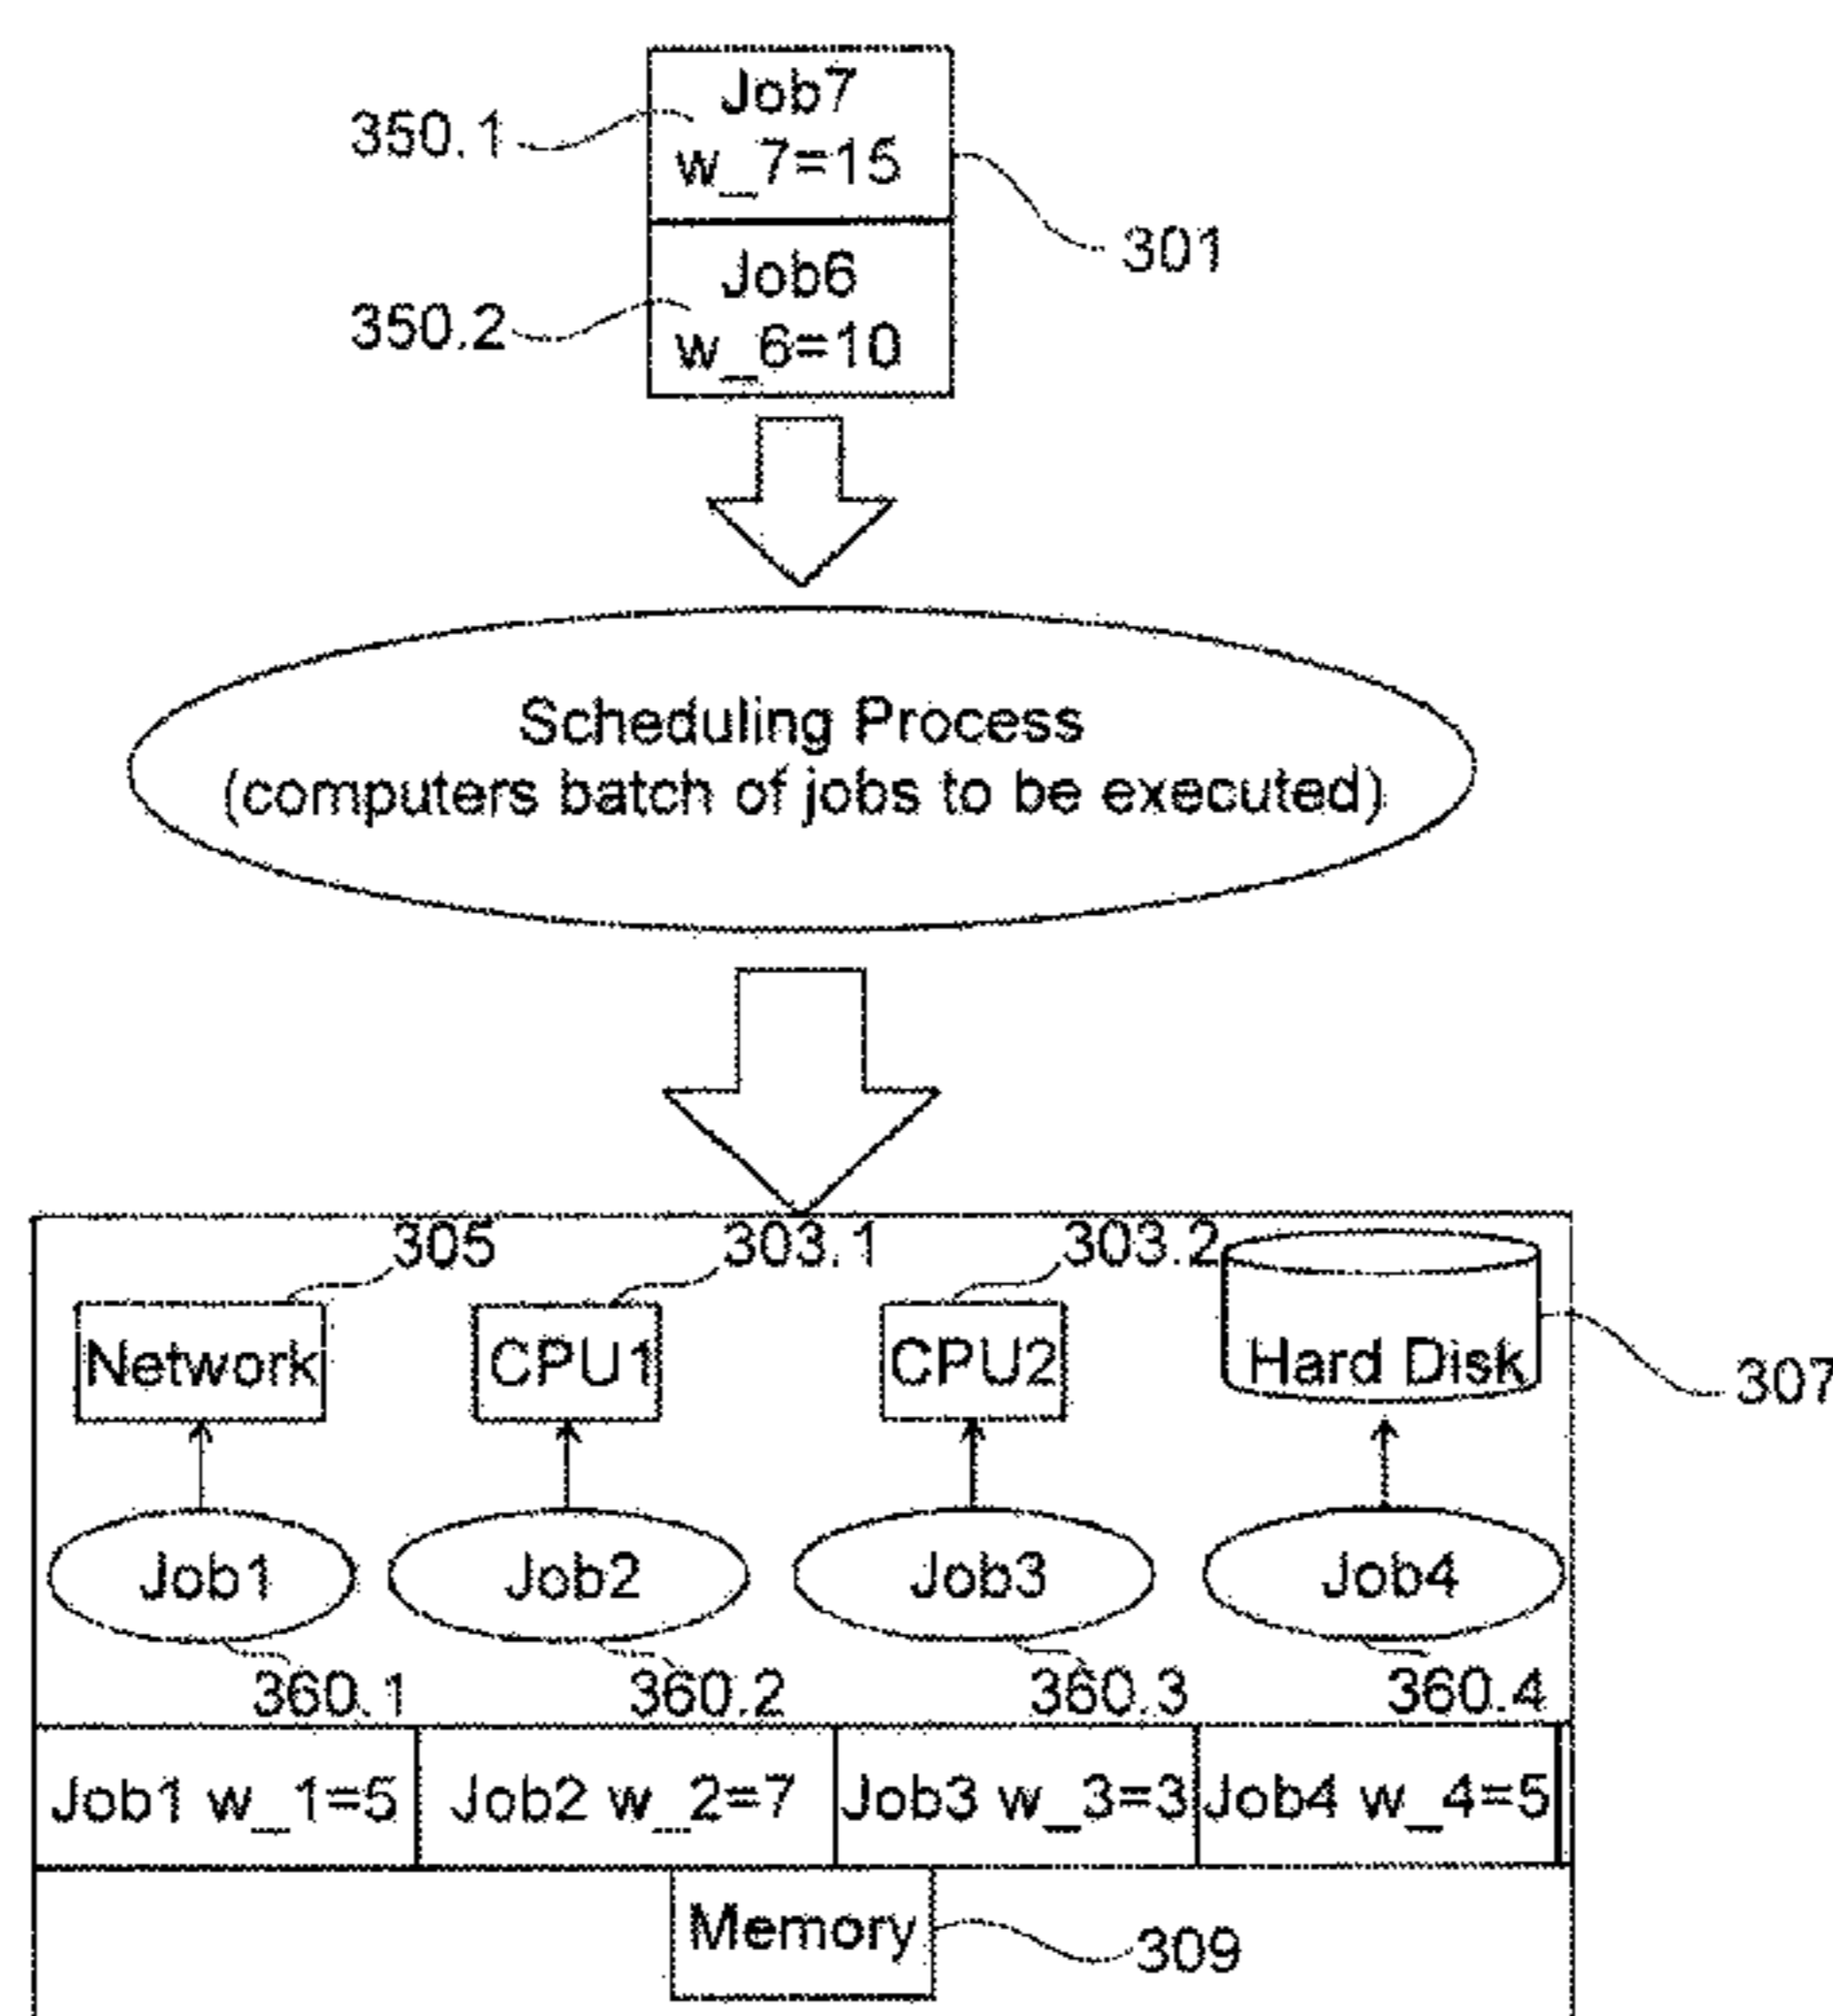 Job7
350.1
w_7=15
301
Job6
350.2
w_6=10
Scheduling Process
(computers batch of jobs to be executed)
305
303.1
303.2
Network
CPU1
CPU2
Hard Disk
307
Job1
Job2
Job3
Job4
360.1
360.2
360.3
360.4
Job1 w_1=5
Job2 w_2=7
Job3 w_3=3
Job4 w_4=5
Memory
309